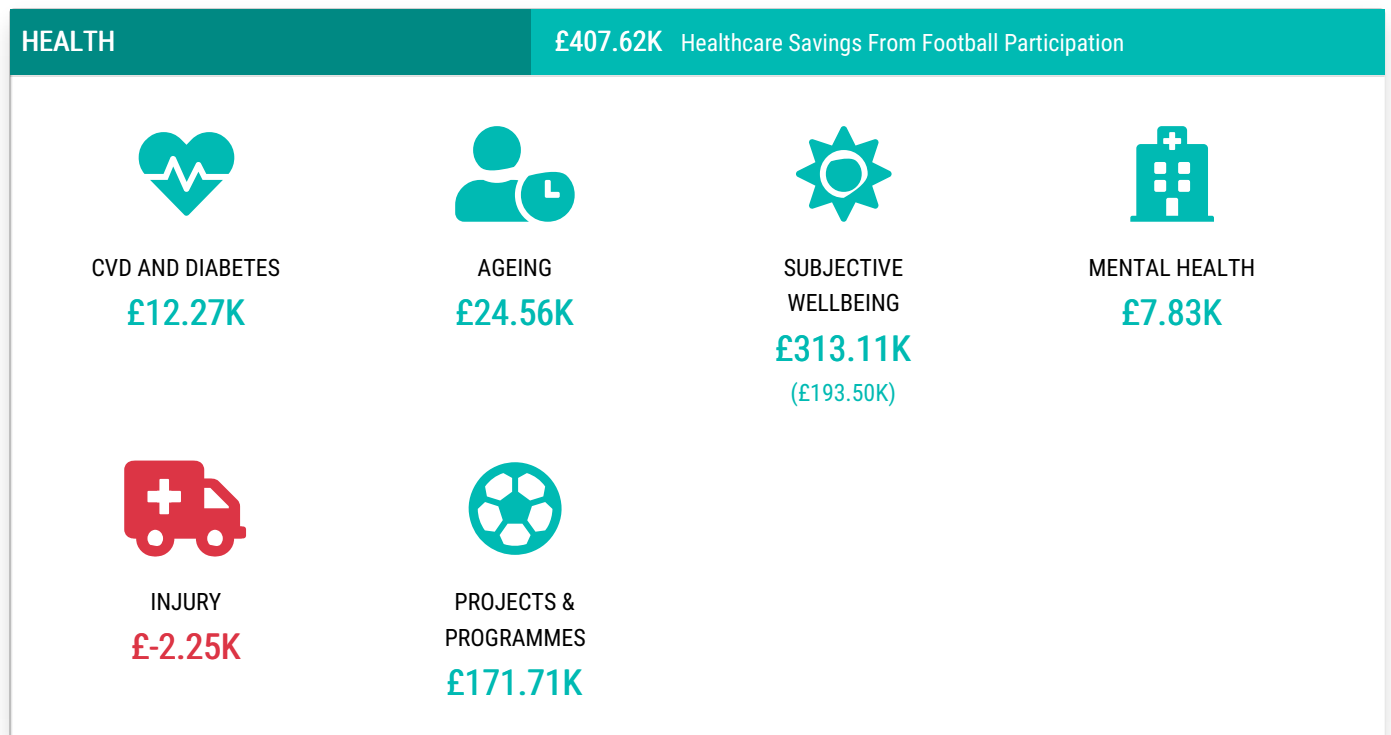 HEALTH
£407.62K Healthcare Savings From Football Participation
CVD AND DIABETES
£12.27K
AGEING
£24.56K
SUBJECTIVE
WELLBEING
£313.11K
(£193.50K)
MENTAL HEALTH
£7.83K
INJURY
£-2.25K
PROJECTS &
PROGRAMMES
£171.71K